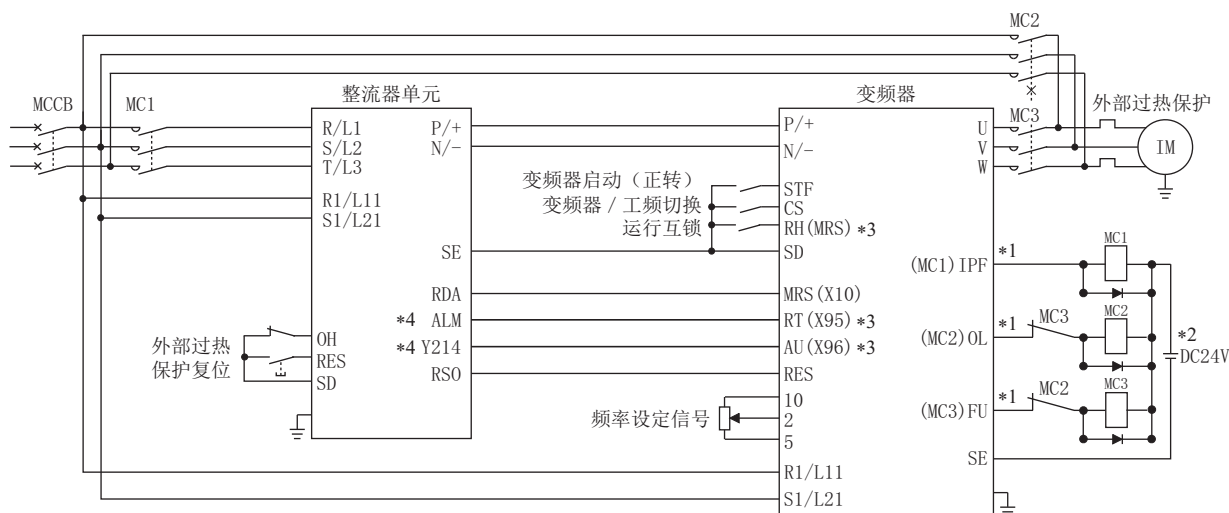 MC2
MCCB
MC1
整流器单元
变频器
外部过热保护
MC3
R/L1
S/L2
T/L3
R1/L11
S1/L21
P/+
N/−
P/+
N/−
U
V
W
IM
变频器启动（正转）
变频器／工频切换
运行互锁
STF
CS
RH(MRS) *3
SE
SD
(MC1)IPF
*1
MC1
RDA
MRS(X10)
*4 ALM
RT(X95) *3
*4 Y214
AU(X96) *3
RSO
RES
外部过热
保护复位
OH
RES
SD
(MC2)OL
*1
MC3
MC2
*2
DC24V
(MC3)FU
*1
MC2
MC3
频率设定信号
10
2
5
SE
R1/L11
S1/L21